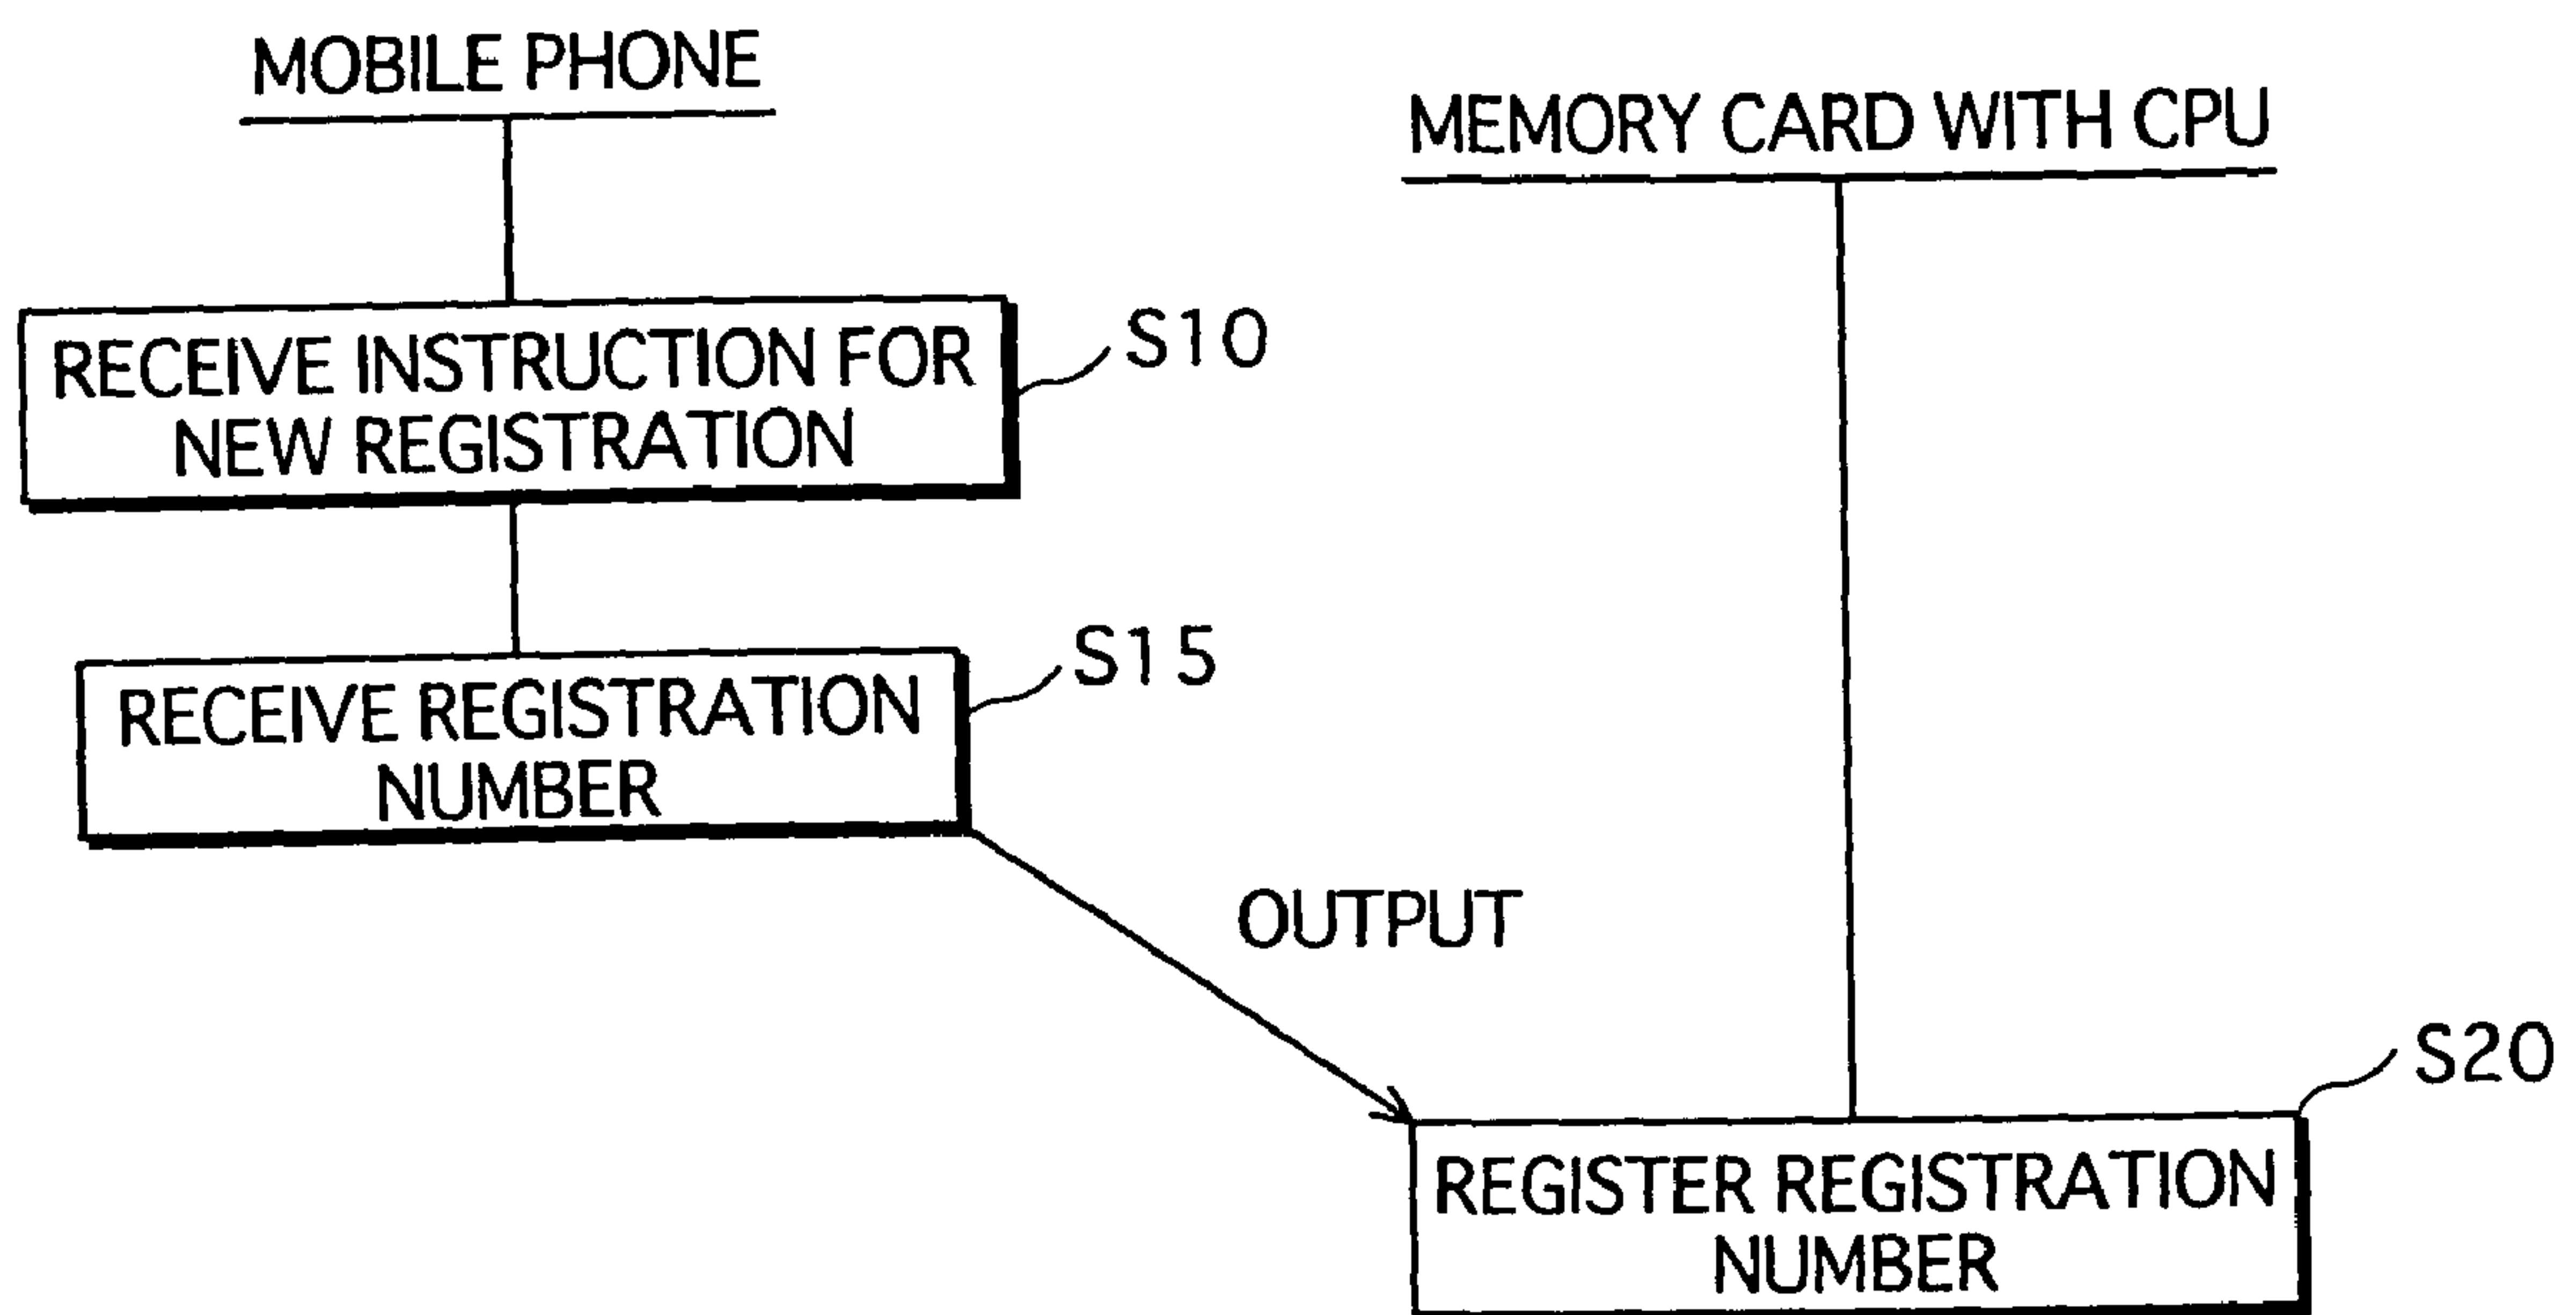 MOBILE PHONE
MEMORY CARD WITH CPU
RECEIVE INSTRUCTION FOR
NEW REGISTRATION
S10
RECEIVE REGISTRATION
NUMBER
S15
OUTPUT
S20
REGISTER REGISTRATION
NUMBER